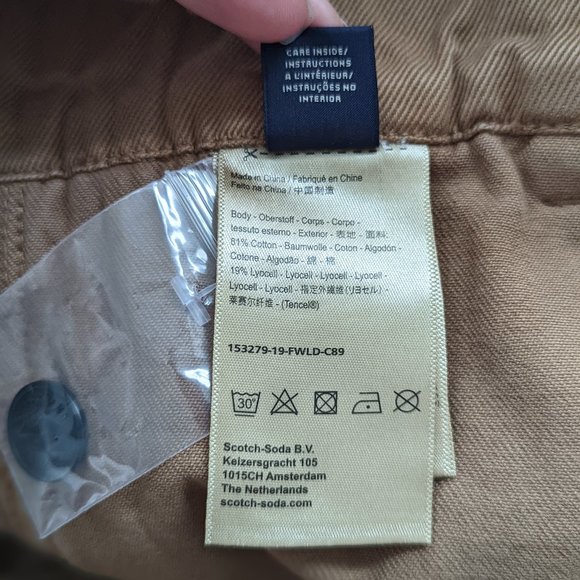 CARE INSIDE/
INSTRUCTIONS
À L'INTÉRIEUR/
INSTRUÇÕES NO
INTERIOR
Made in China / Fabriqué en Chine
Feito na China / 中国制造
Body - Oberstoff - Corps - Corpo -
tessuto esterno - Exterior - 表地 - 面料:
81% Cotton - Baumwolle - Coton - Algodón -
Cotone - Algodão - 綿 - 棉
19% Lyocell - Lyocell - Lyocell - Lyocell -
Lyocell - Lyocell - 指定外繊維(リヨセル) -
莱赛尔纤维 - (Tencel®)
153279-19-FWLD-C89
30°
Scotch-Soda B.V.
Keizersgracht 105
1015CH Amsterdam
The Netherlands
scotch-soda.com